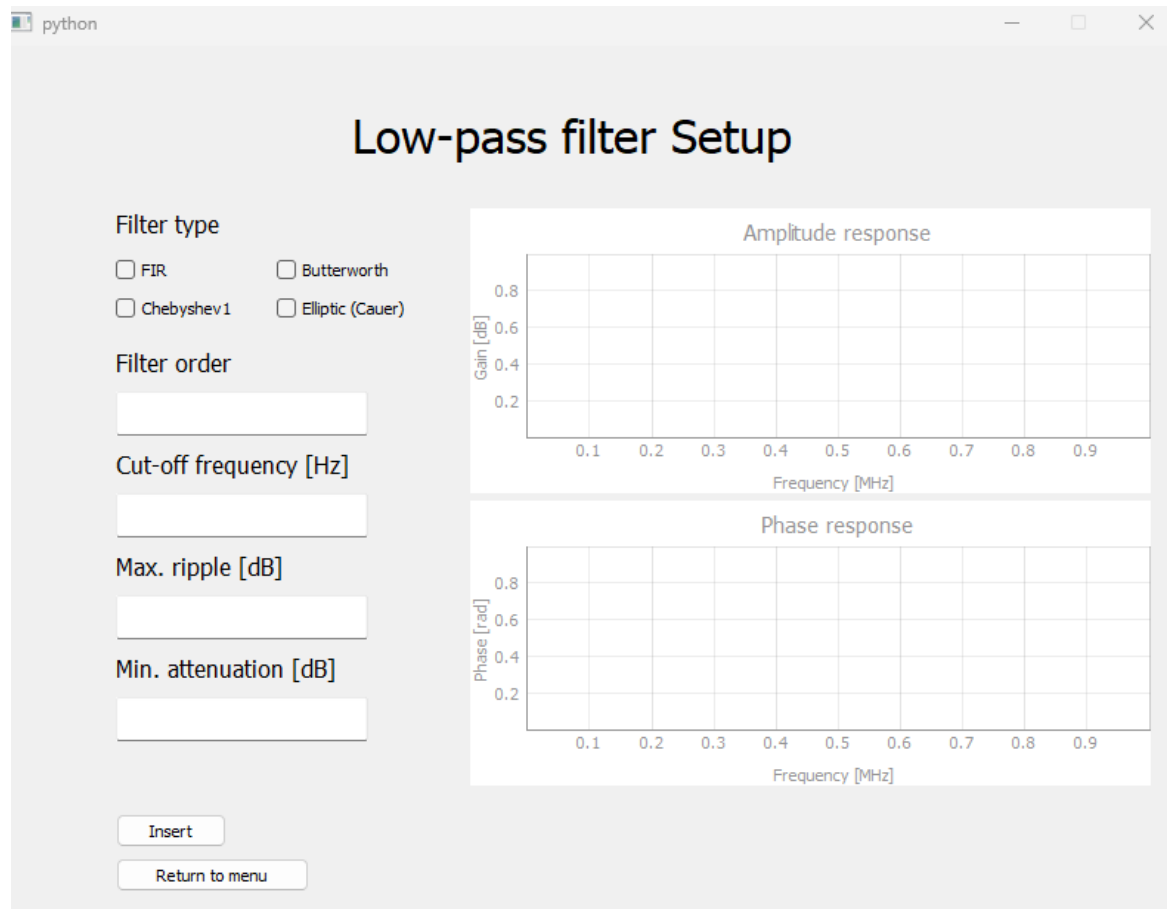 python
Low-pass filter Setup
Filter type
FIR Butterworth
Chebyshev1 Elliptic (Cauer)
Filter order
Cut-off frequency [Hz]
Max. ripple [dB]
Min. attenuation [dB]
Insert
Return to menu
Amplitude response
Gain [dB]
0.8
0.6
0.4
0.2
0.1 0.2 0.3 0.4 0.5 0.6 0.7 0.8 0.9
Frequency [MHz]
Phase response
Phase [rad]
0.8
0.6
0.4
0.2
0.1 0.2 0.3 0.4 0.5 0.6 0.7 0.8 0.9
Frequency [MHz]